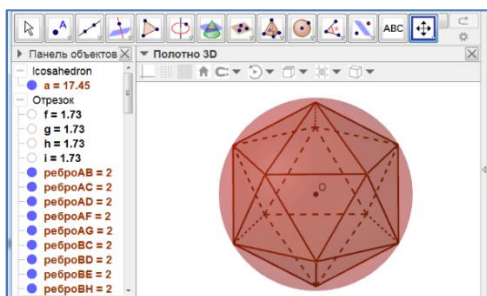 A
ABC
Панель объектов
Полотно 3D
Icosahedron
a = 17.45
Отрезок
f = 1.73
g = 1.73
h = 1.73
i = 1.73
реброAB = 2
реброAC = 2
реброAD = 2
реброAF = 2
реброAG = 2
реброBC = 2
реброBD = 2
реброBE = 2
реброBH = 2
O